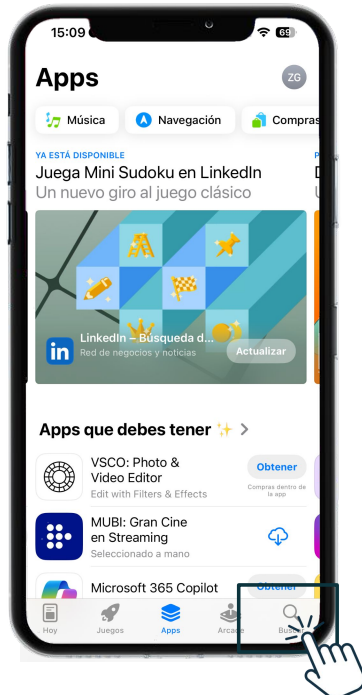 15:09
69
Apps
ZG
Música
Navegación
Compras
YA ESTÁ DISPONIBLE
Juega Mini Sudoku en LinkedIn
Un nuevo giro al juego clásico
in
LinkedIn – Búsqueda d...
Red de negocios y noticias
Actualizar
Apps que debes tener
VSCO: Photo &
Video Editor
Edit with Filters & Effects
Obtener
Compras dentro de
la app
MUBI: Gran Cine
en Streaming
Seleccionado a mano
Microsoft 365 Copilot
Obtener
Hoy
Juegos
Apps
Arcade
Buscar